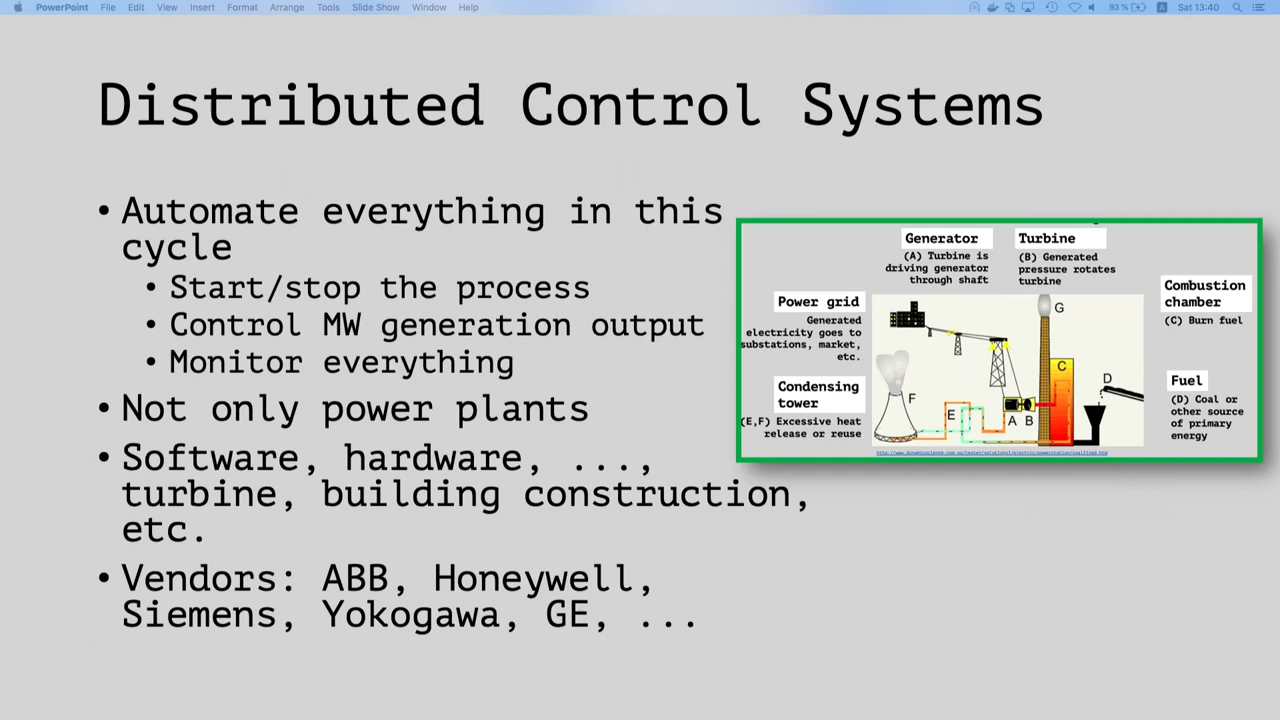 PowerPoint File Edit View Insert Format Arrange Tools Slide Show Window Help
93 % Sat 13:40
Distributed Control Systems
• Automate everything in this
cycle
• Start/stop the process
• Control MW generation output
• Monitor everything
• Not only power plants
• Software, hardware, ...,
turbine, building construction,
etc.
• Vendors: ABB, Honeywell,
Siemens, Yokogawa, GE, ...
Generator
(A) Turbine is
driving generator
through shaft
Turbine
(B) Generated
pressure rotates
turbine
Combustion
chamber
(C) Burn fuel
Power grid
Generated
electricity goes to
substations, market,
etc.
Condensing
tower
(E,F) Excessive heat
release or reuse
Fuel
(D) Coal or
other source
of primary
energy
G
C
D
F
E
A B